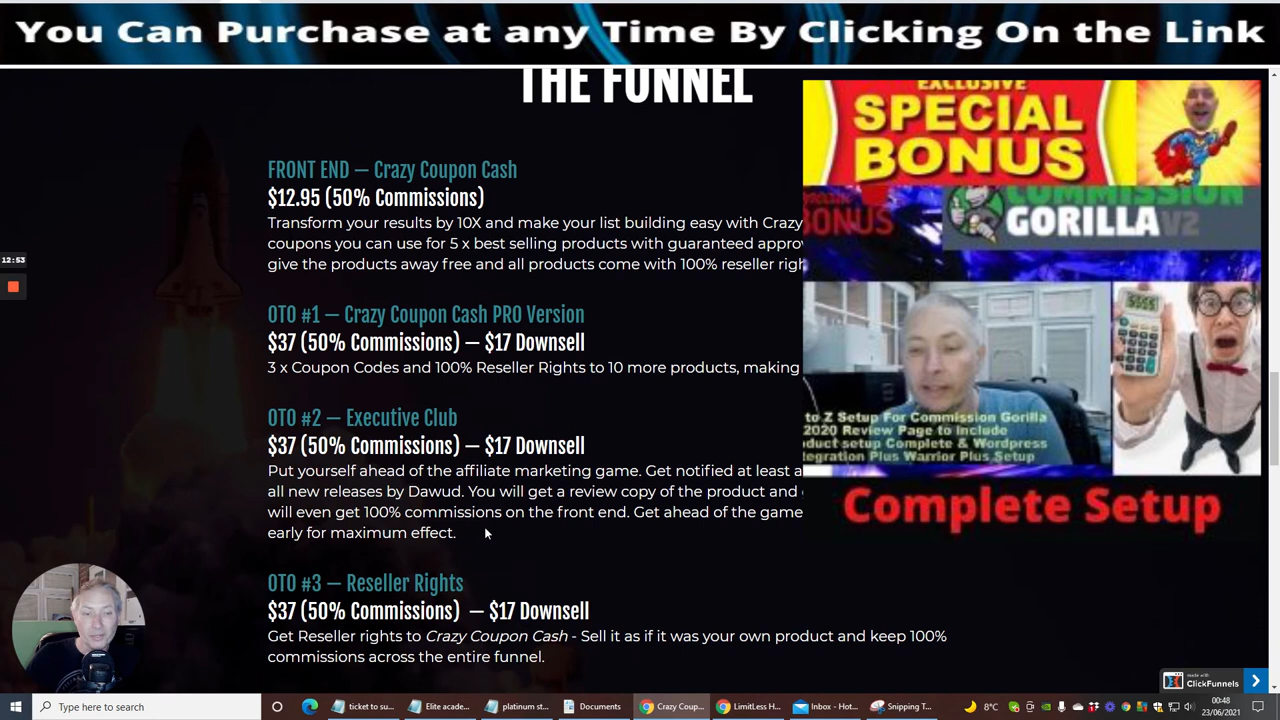 You Can Purchase at any Time By Clicking On the Link
THE FUNNEL
FRONT END – Crazy Coupon Cash
$12.95 (50% Commissions)
Transform your results by 10X and make your list building easy with Crazy
coupons you can use for 5 x best selling products with guaranteed
give the products away free and all products come with 100% reseller
OTO #1 – Crazy Coupon Cash PRO Version
$37 (50% Commissions) – $17 Downsell
3 x Coupon Codes and 100% Reseller Rights to 10 more products, making
OTO #2 – Executive Club
$37 (50% Commissions) – $17 Downsell
Put yourself ahead of the affiliate marketing game. Get notified at least a
all new releases by Dawud. You will get a review copy of the product and
will even get 100% commissions on the front end. Get ahead of the game
early for maximum effect.
OTO #3 – Reseller Rights
$37 (50% Commissions) – $17 Downsell
Get Reseller rights to Crazy Coupon Cash - Sell it as if it was your own product and keep 100%
commissions across the entire funnel.
EXCLUSIVE
SPECIAL
BONUS
BONUS
COMMISSION
GORILLA V2
to Z Setup For Commission Gorilla
2020 Review Page to include
duct setup Complete & Wordpress
tegration Plus Warrior Plus Setup
Complete Setup
12:53
made with
ClickFunnels
Type here to search
ticket to su...
Elite acade...
platinum st...
Documents
Crazy Coup...
LimitLess H...
Inbox - Hot...
Snipping T...
8°C
00:48
23/06/2021